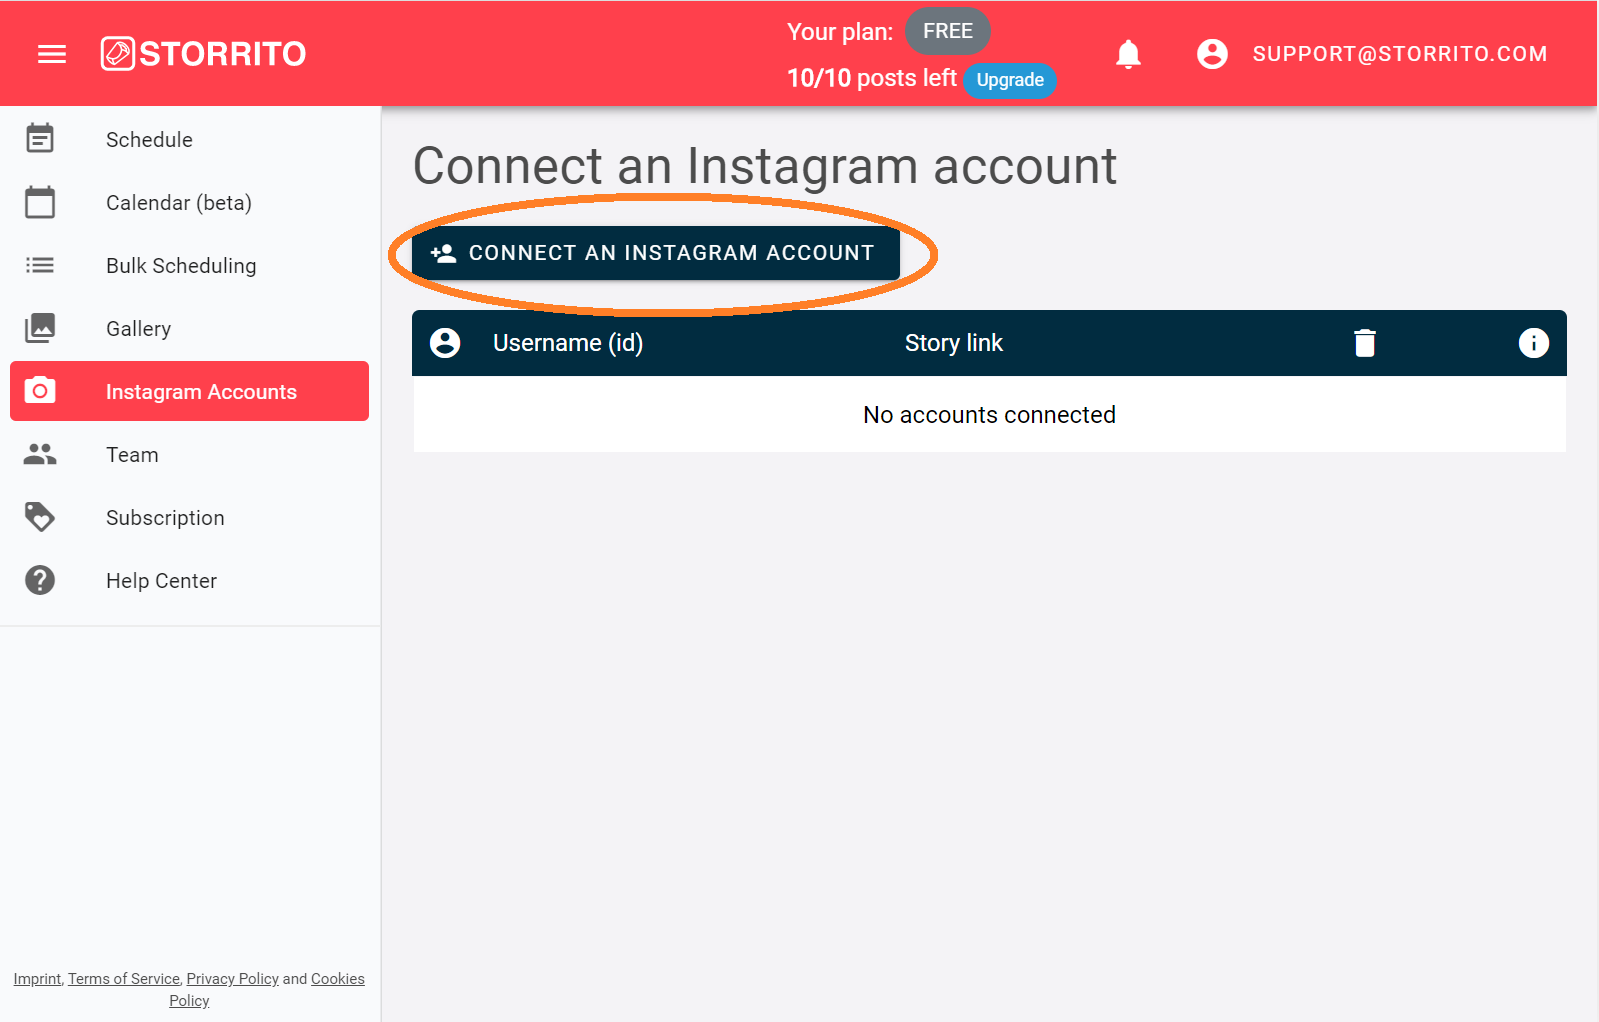 STORRITO
Your plan: FREE
10/10 posts left Upgrade
SUPPORT@STORRITO.COM
Schedule
Calendar (beta)
Bulk Scheduling
Gallery
Instagram Accounts
Team
Subscription
Help Center
Imprint, Terms of Service, Privacy Policy and Cookies
Policy
Connect an Instagram account
CONNECT AN INSTAGRAM ACCOUNT
Username (id) Story link
No accounts connected